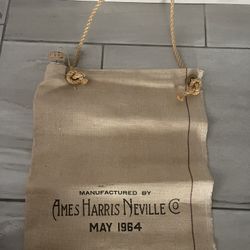 MANUFACTURED BY
AMES HARRIS NEVILLE CO
MAY 1964